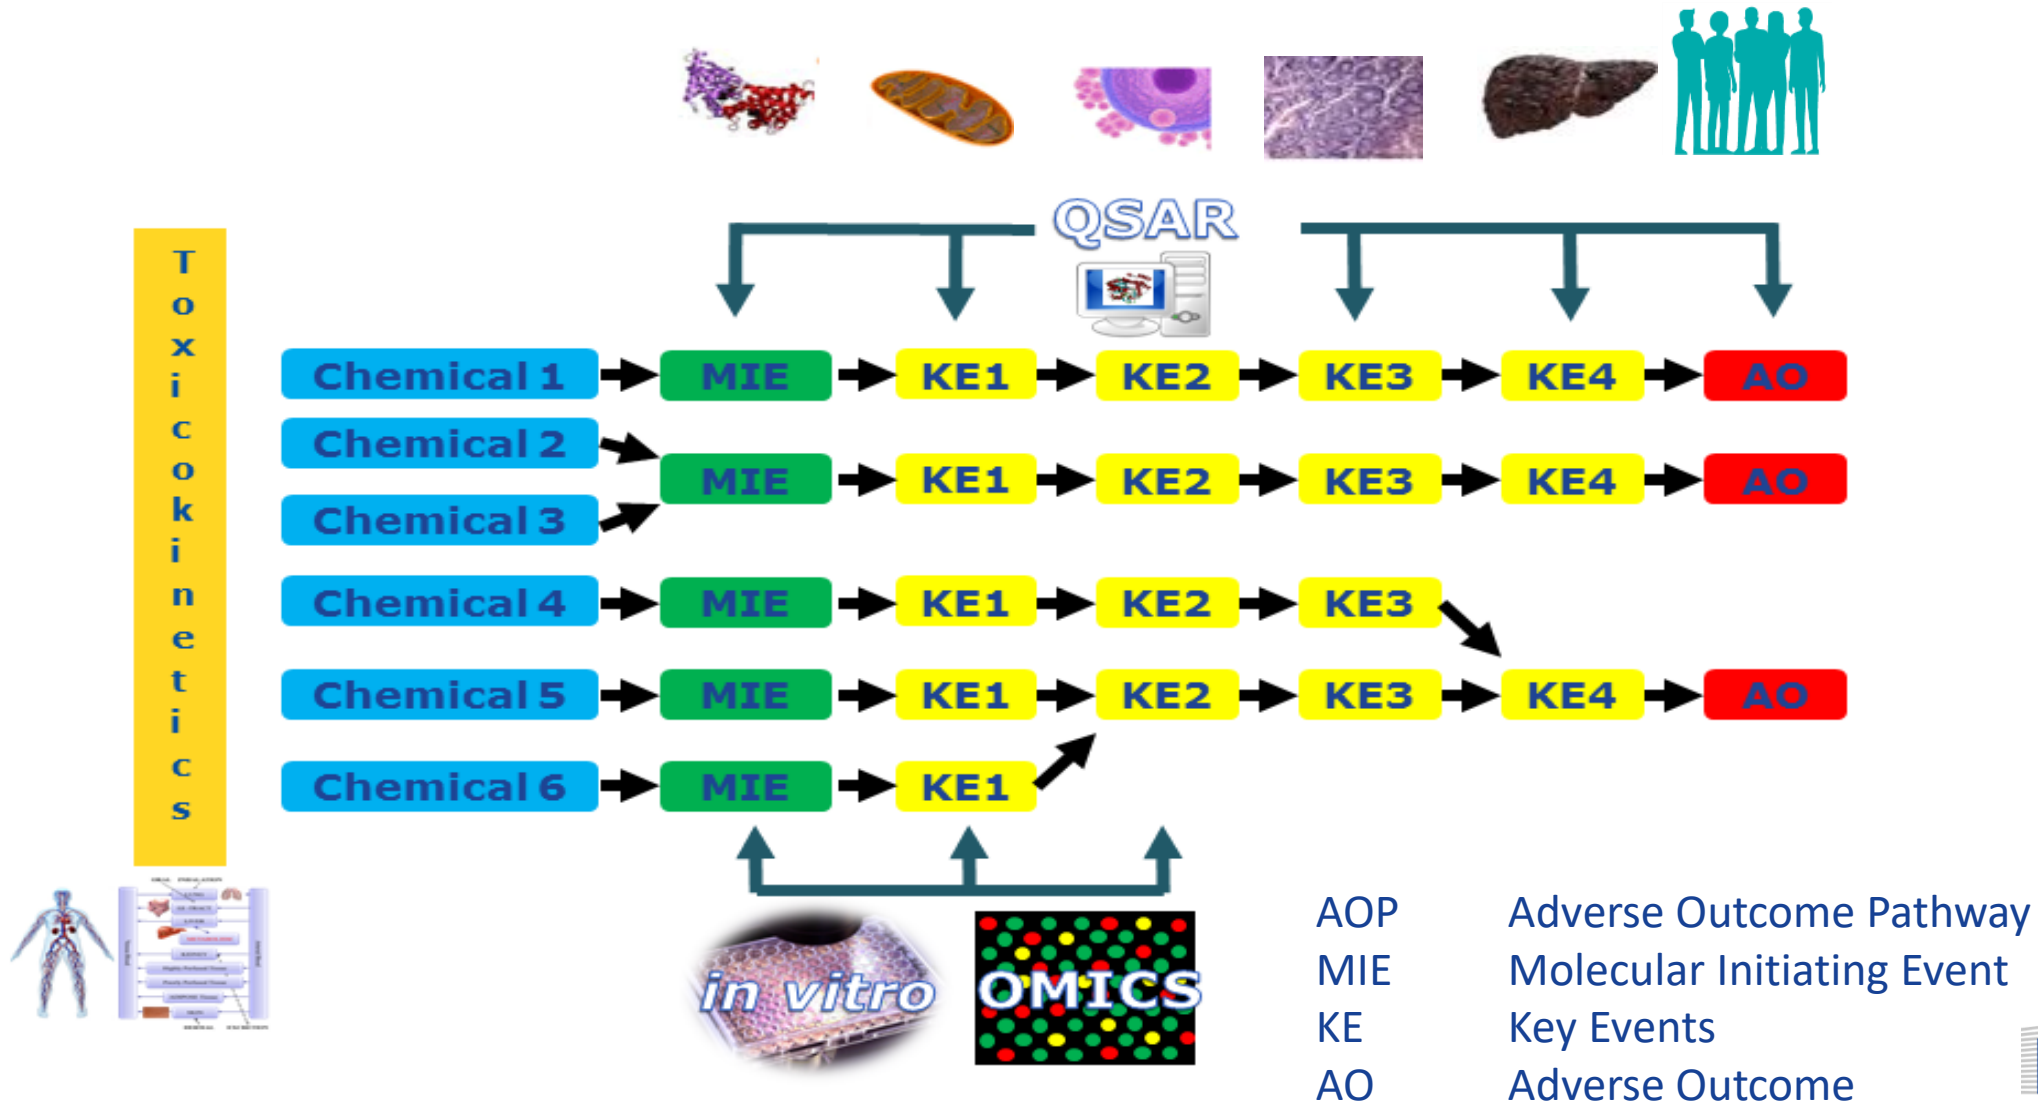 QSAR
Toxicokinetics
Chemical 1 MIE KE1 KE2 KE3 KE4 AO
Chemical 2
MIE KE1 KE2 KE3 KE4 AO
Chemical 3
Chemical 4 MIE KE1 KE2 KE3
Chemical 5 MIE KE1 KE2 KE3 KE4 AO
Chemical 6 MIE KE1
in vitro OMICS
AOP Adverse Outcome Pathway
MIE Molecular Initiating Event
KE Key Events
AO Adverse Outcome